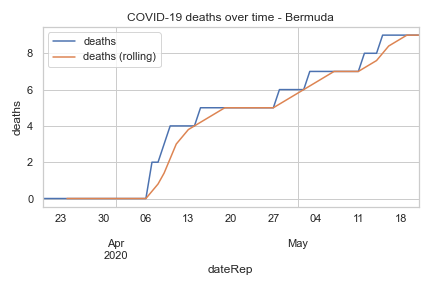 COVID-19 deaths over time - Bermuda
deaths
deaths (rolling)
deaths
8
6
4
2
0
23 30 06 13 20 27 04 11 18
Apr May
2020
dateRep